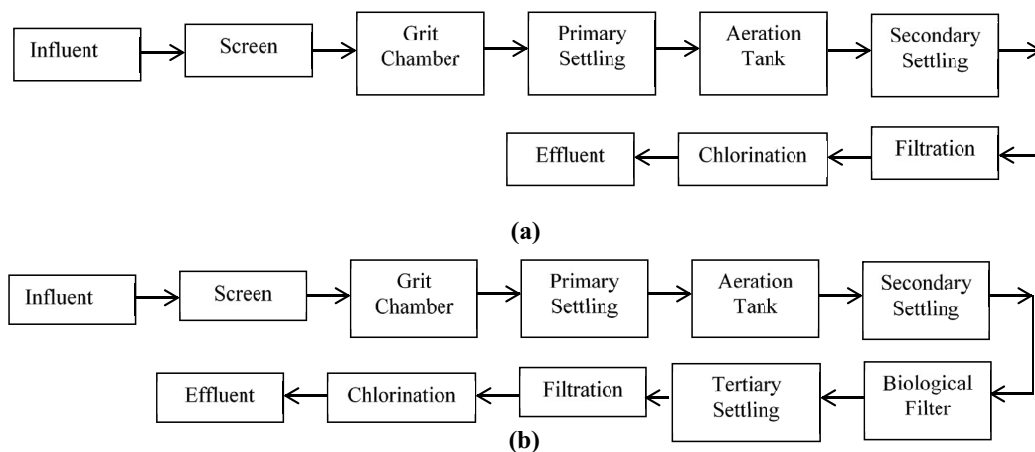 Influent
Screen
Grit
Chamber
Primary
Settling
Aeration
Tank
Secondary
Settling
Effluent
Chlorination
Filtration
(a)
Influent
Screen
Grit
Chamber
Primary
Settling
Aeration
Tank
Secondary
Settling
Effluent
Chlorination
Filtration
Tertiary
Settling
Biological
Filter
(b)